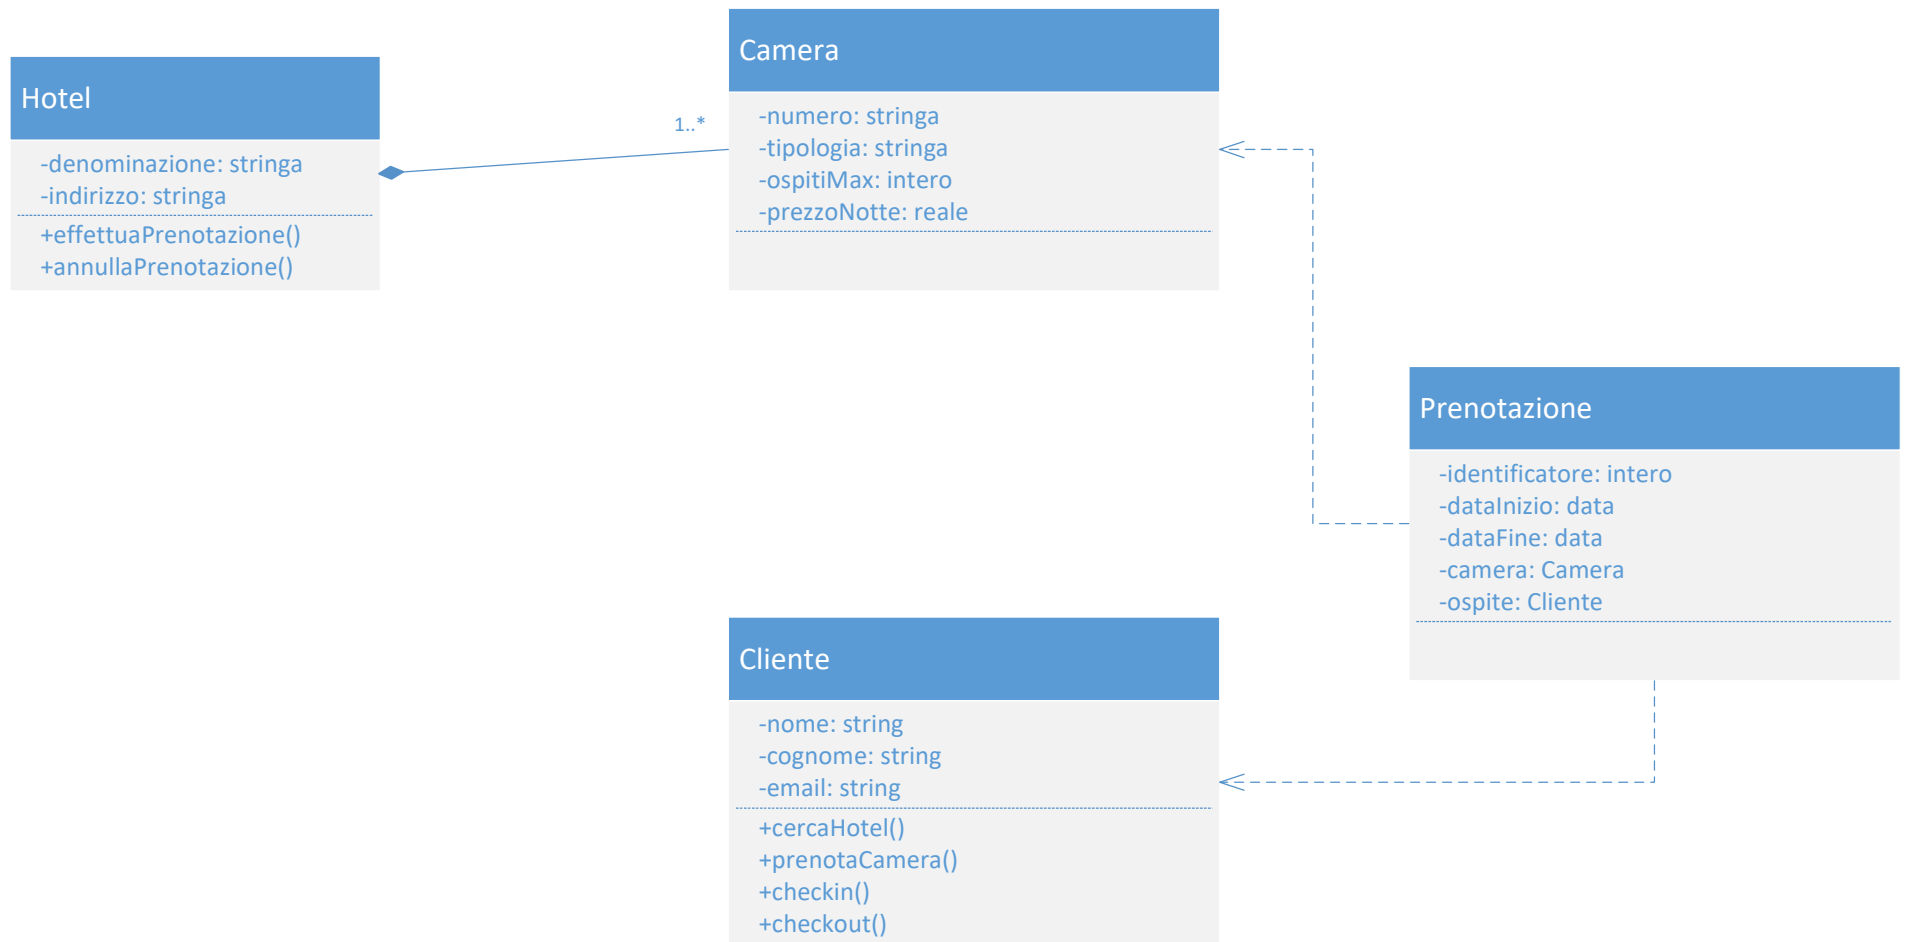 Hotel
-denominazione: stringa
-indirizzo: stringa
+effettuaPrenotazione()
+annullaPrenotazione()
1..*
Camera
-numero: stringa
-tipologia: stringa
-ospitiMax: intero
-prezzoNotte: reale
Prenotazione
-identificatore: intero
-dataInizio: data
-dataFine: data
-camera: Camera
-ospite: Cliente
Cliente
-nome: string
-cognome: string
-email: string
+cercaHotel()
+prenotaCamera()
+checkin()
+checkout()